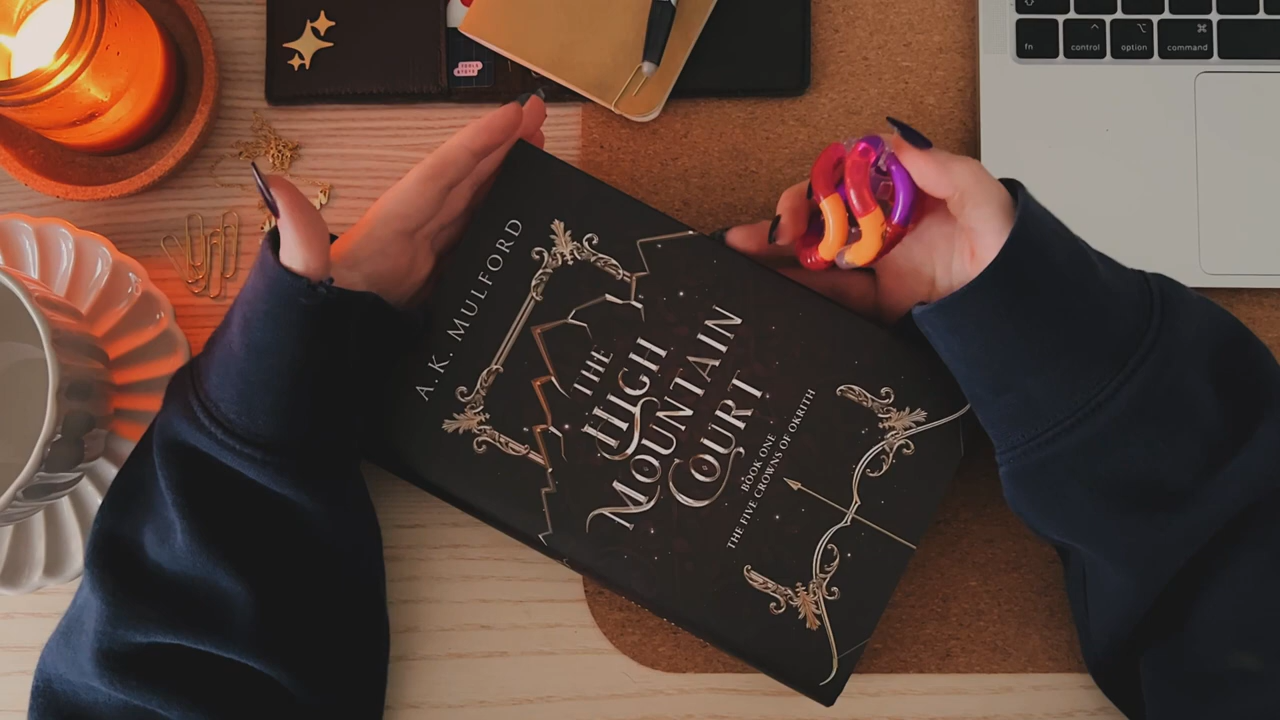 A.K. MULFORD
THE
HIGH
MOUNTAIN
COURT
BOOK ONE
THE FIVE CROWNS OF OKRITH
fn
control
option
command